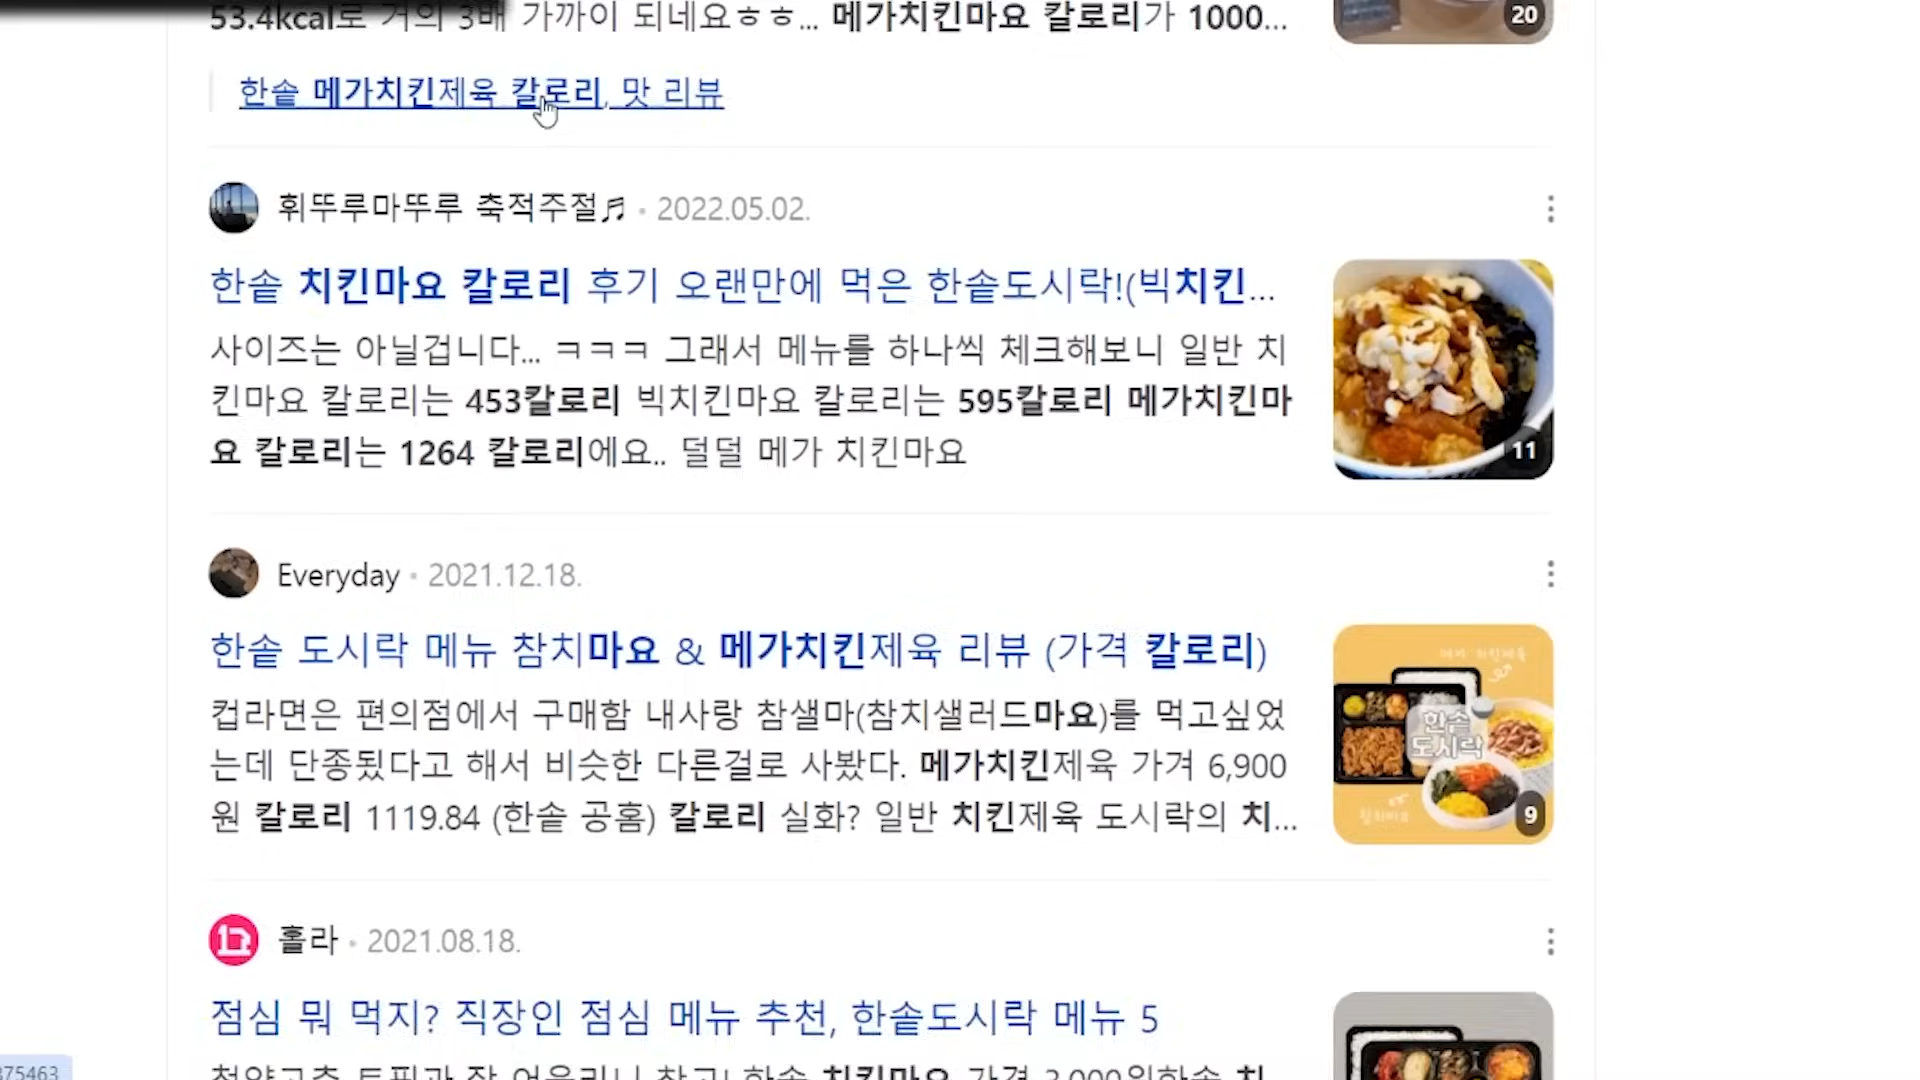 53.4kcal로 거의 3배 가까이 되네요ㅎㅎ... 메가치킨마요 칼로리가 1000...
20
한솥 메가치킨제육 칼로리, 맛 리뷰
휘뚜루마뚜루 축적주절♬ · 2022.05.02.
한솥 치킨마요 칼로리 후기 오랜만에 먹은 한솥도시락!(빅치킨...
사이즈는 아닐겁니다... ㅋㅋㅋ 그래서 메뉴를 하나씩 체크해보니 일반 치
킨마요 칼로리는 453칼로리 빅치킨마요 칼로리는 595칼로리 메가치킨마
요 칼로리는 1264 칼로리에요.. 덜덜 메가 치킨마요
11
Everyday · 2021.12.18.
한솥 도시락 메뉴 참치마요 & 메가치킨제육 리뷰 (가격 칼로리)
컵라면은 편의점에서 구매함 내사랑 참샐마(참치샐러드마요)를 먹고싶었
는데 단종됐다고 해서 비슷한 다른걸로 사봤다. 메가치킨제육 가겨 6,900
원 칼로리 1119.84 (한솥 공홈) 칼로리 실화? 일반 치킨제육 도시락의 치...
한솥
도시락
9
홀라 · 2021.08.18.
점심 뭐 먹지? 직장인 점심 메뉴 추천, 한솥도시락 메뉴 5
375463